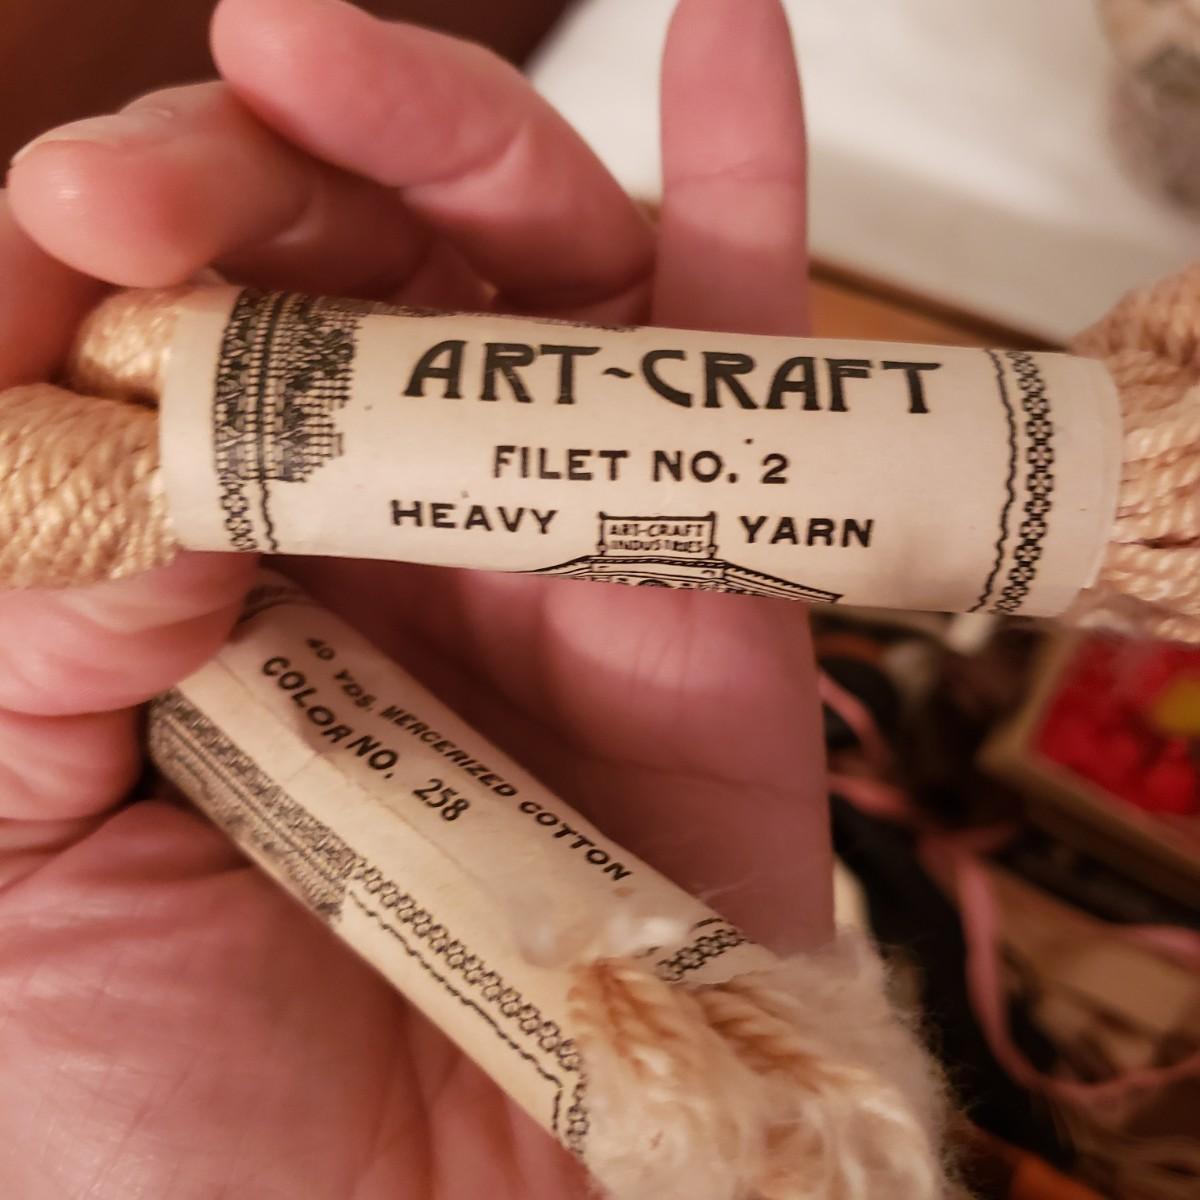 ART-CRAFT
FILET NO. 2
HEAVY YARN
ART-CRAFT
INDUSTRIES
40 YDS. MERCERIZED COTTON
COLOR NO. 258